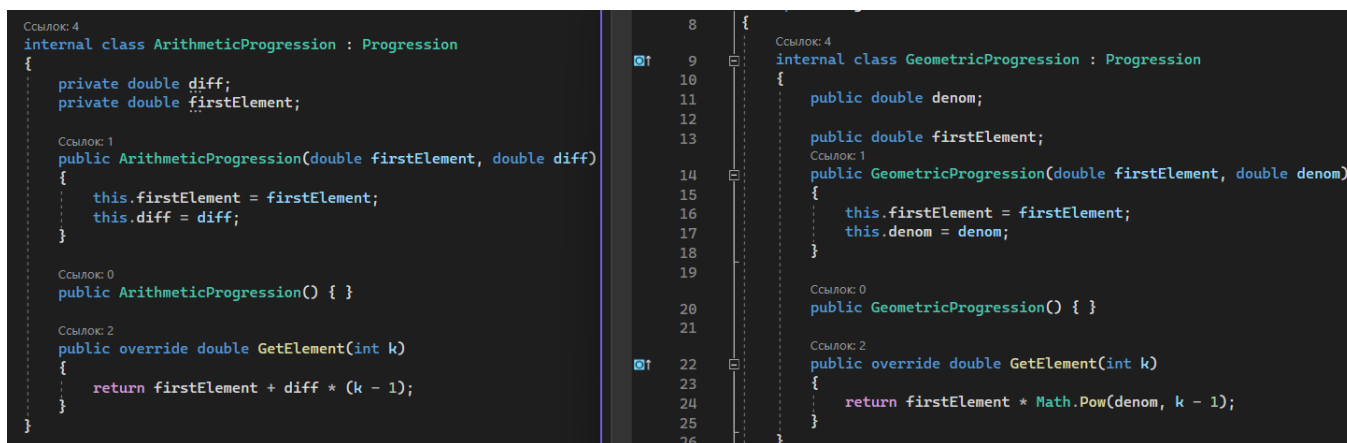 Ссылок: 4
internal class ArithmeticProgression : Progression
{
private double diff;
private double firstElement;
Ссылок: 1
public ArithmeticProgression(double firstElement, double diff)
{
this.firstElement = firstElement;
this.diff = diff;
}
Ссылок: 0
public ArithmeticProgression() { }
Ссылок: 2
public override double GetElement(int k)
{
return firstElement + diff * (k - 1);
}
}
8 {
Ссылок: 4
9 internal class GeometricProgression : Progression
10 {
11 public double denom;
12
13 public double firstElement;
Ссылок: 1
14 public GeometricProgression(double firstElement, double denom)
15 {
16 this.firstElement = firstElement;
17 this.denom = denom;
18 }
19
Ссылок: 0
20 public GeometricProgression() { }
21
Ссылок: 2
22 public override double GetElement(int k)
23 {
24 return firstElement * Math.Pow(denom, k - 1);
25 }
26 }